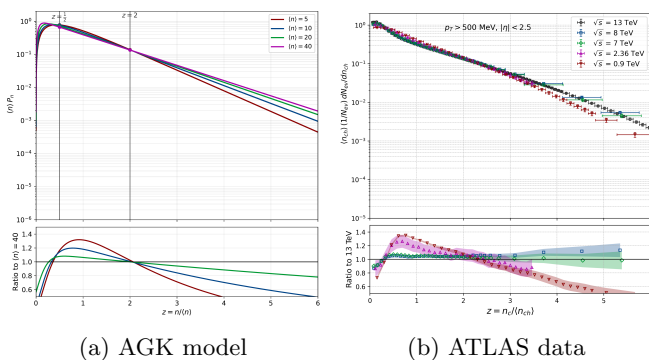 z = 1/2
z = 2
⟨n⟩ = 5
⟨n⟩ = 10
⟨n⟩ = 20
⟨n⟩ = 40
⟨n⟩ Pₙ
10⁰
10⁻¹
10⁻²
10⁻³
10⁻⁴
10⁻⁵
10⁻⁶
Ratio to ⟨n⟩ = 40
1.4
1.2
1.0
0.8
0.6
0 1 2 3 4 5 6
z = n/⟨n⟩
(a) AGK model
p_T > 500 MeV, |η| < 2.5
√s = 13 TeV
√s = 8 TeV
√s = 7 TeV
√s = 2.36 TeV
√s = 0.9 TeV
⟨n_ch⟩ (1/N_ev) dN_ev/dn_ch
10⁰
10⁻¹
10⁻²
10⁻³
10⁻⁴
10⁻⁵
Ratio to 13 TeV
1.4
1.2
1.0
0.8
0.6
0 1 2 3 4 5
z = n_c/⟨n_ch⟩
(b) ATLAS data